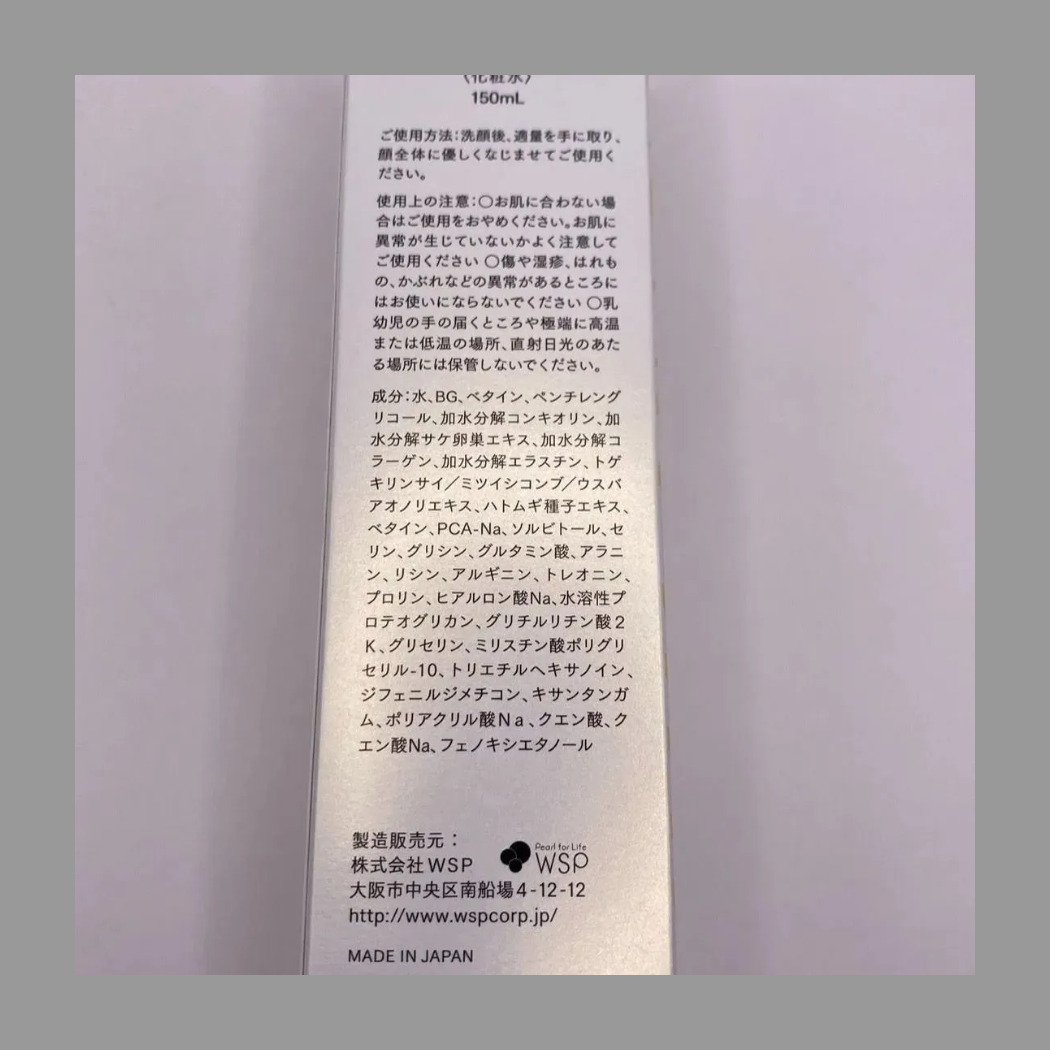 〈化粧水〉
150mL
ご使用方法:洗顔後、適量を手に取り、
顔全体に優しくなじませてご使用く
ださい。
使用上の注意:〇お肌に合わない場
合はご使用をおやめください。お肌に
異常が生じていないかよく注意して
ご使用ください 〇傷や湿疹、はれも
の、かぶれなどの異常があるところに
はお使いにならないでください 〇乳
幼児の手の届くところや極端に高温
または低温の場所、直射日光のあた
る場所には保管しないでください。
成分:水、BG、ベタイン、ペンチレング
リコール、加水分解コンキオリン、加
水分解サケ卵巣エキス、加水分解コ
ラーゲン、加水分解エラスチン、トゲ
キリンサイ/ミツイシコンブ/ウスバ
アオノリエキス、ハトムギ種子エキス、
ベタイン、PCA-Na、ソルビトール、セ
リン、グリシン、グルタミン酸、アラニ
ン、リシン、アルギニン、トレオニン、
プロリン、ヒアルロン酸Na、水溶性プ
ロテオグリカン、グリチルリチン酸2
K、グリセリン、ミリスチン酸ポリグリ
セリル-10、トリエチルヘキサノイン、
ジフェニルジメチコン、キサンタンガ
ム、ポリアクリル酸Na、クエン酸、ク
エン酸Na、フェノキシエタノール
製造販売元:
株式会社WSP
Pearl for Life
WSP
大阪市中央区南船場4-12-12
http://www.wspcorp.jp/
MADE IN JAPAN